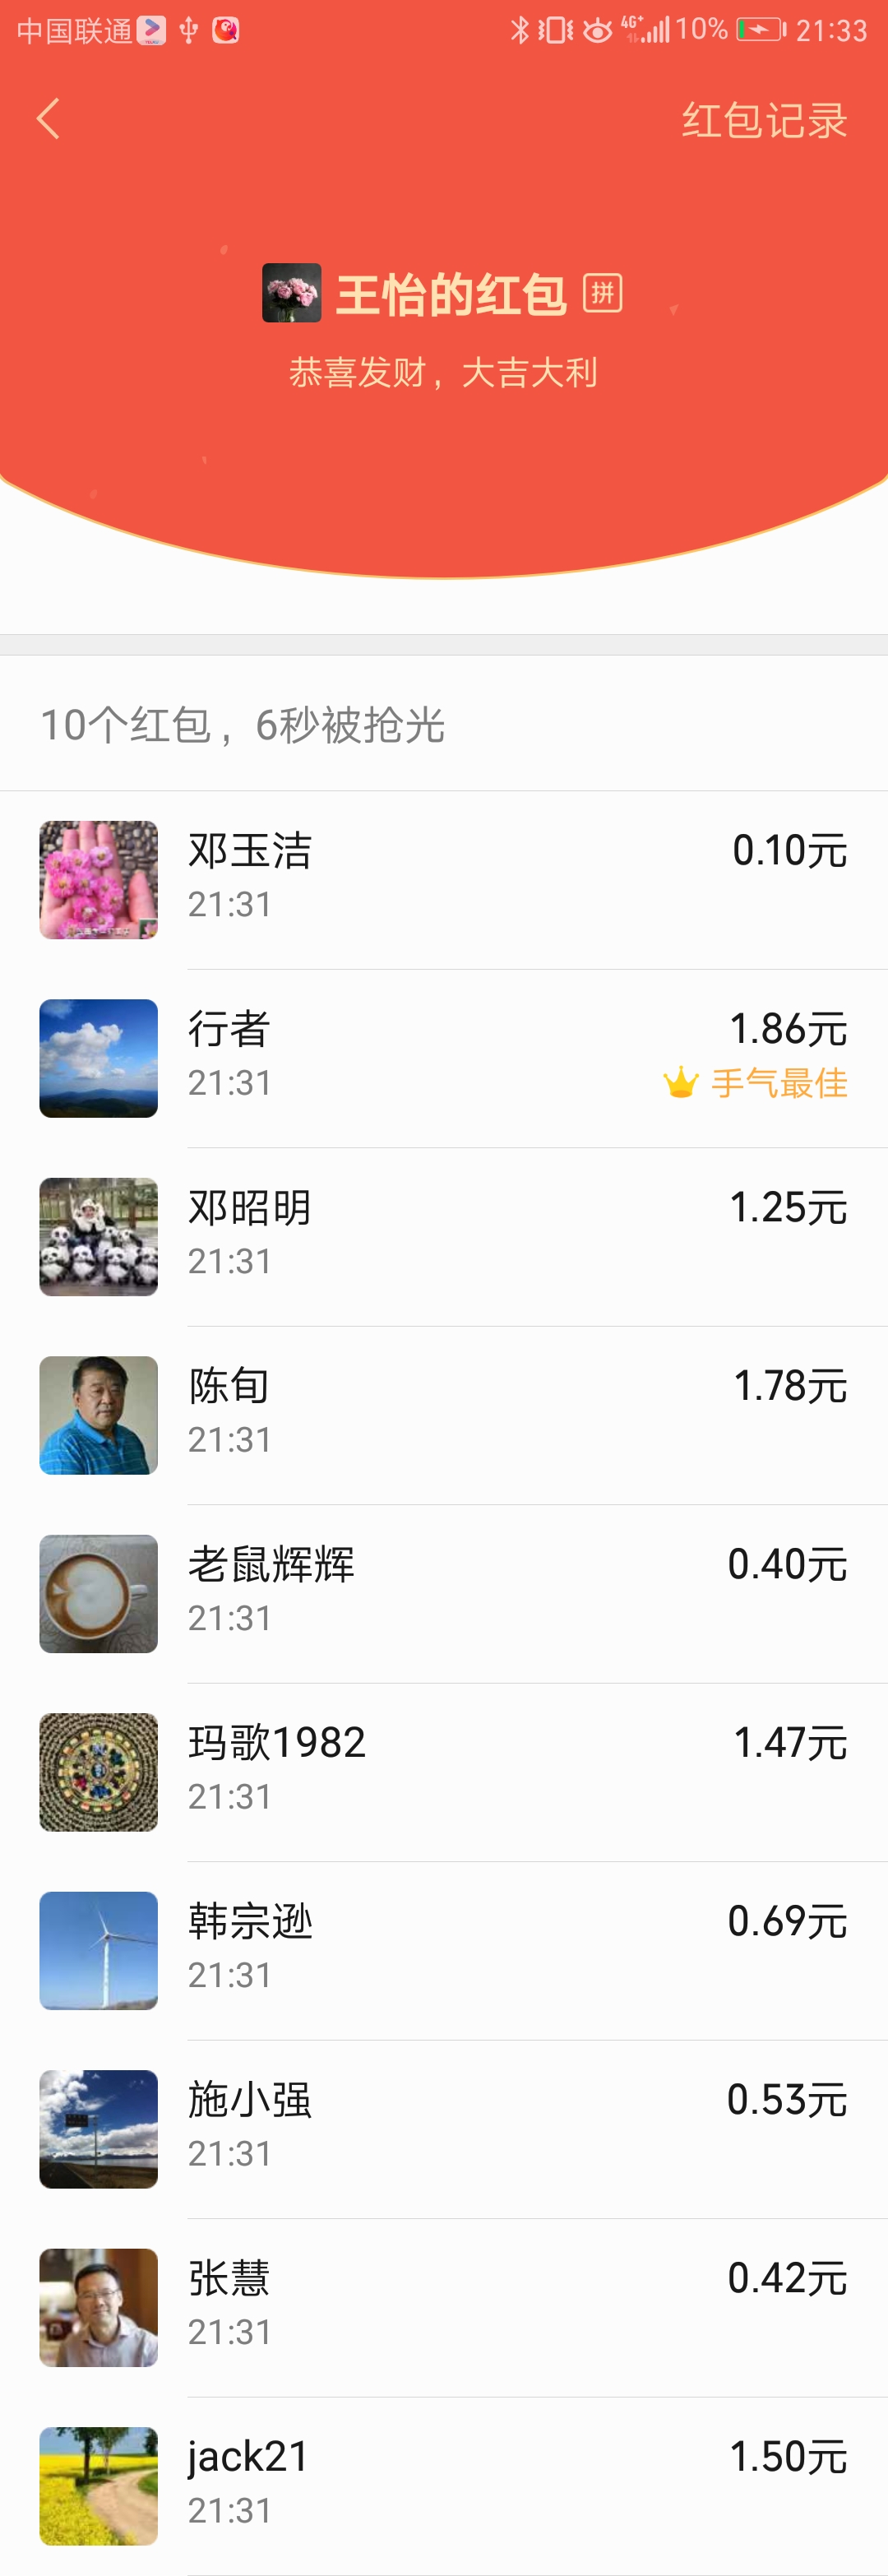 中国联通 4G+ 10% 21:33
红包记录
王怡的红包 拼
恭喜发财，大吉大利
10个红包，6秒被抢光
邓玉洁 0.10元
21:31
行者 1.86元
21:31 手气最佳
邓昭明 1.25元
21:31
陈旬 1.78元
21:31
老鼠辉辉 0.40元
21:31
玛歌1982 1.47元
21:31
韩宗逊 0.69元
21:31
施小强 0.53元
21:31
张慧 0.42元
21:31
jack21 1.50元
21:31